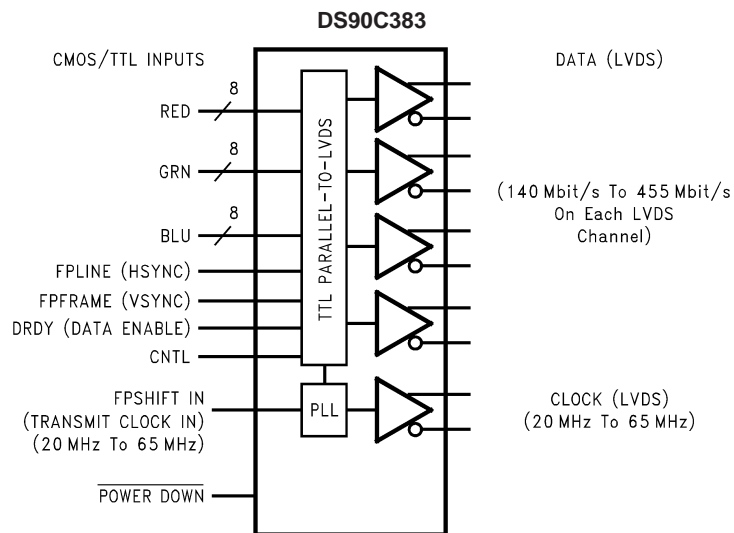 DS90C383
CMOS/TTL INPUTS
DATA (LVDS)
8
RED
8
GRN
8
BLU
FPLINE (HSYNC)
FPFRAME (VSYNC)
DRDY (DATA ENABLE)
CNTL
FPSHIFT IN
(TRANSMIT CLOCK IN)
(20 MHz To 65 MHz)
POWER DOWN
TTL PARALLEL-TO-LVDS
PLL
(140 Mbit/s To 455 Mbit/s
On Each LVDS
Channel)
CLOCK (LVDS)
(20 MHz To 65 MHz)